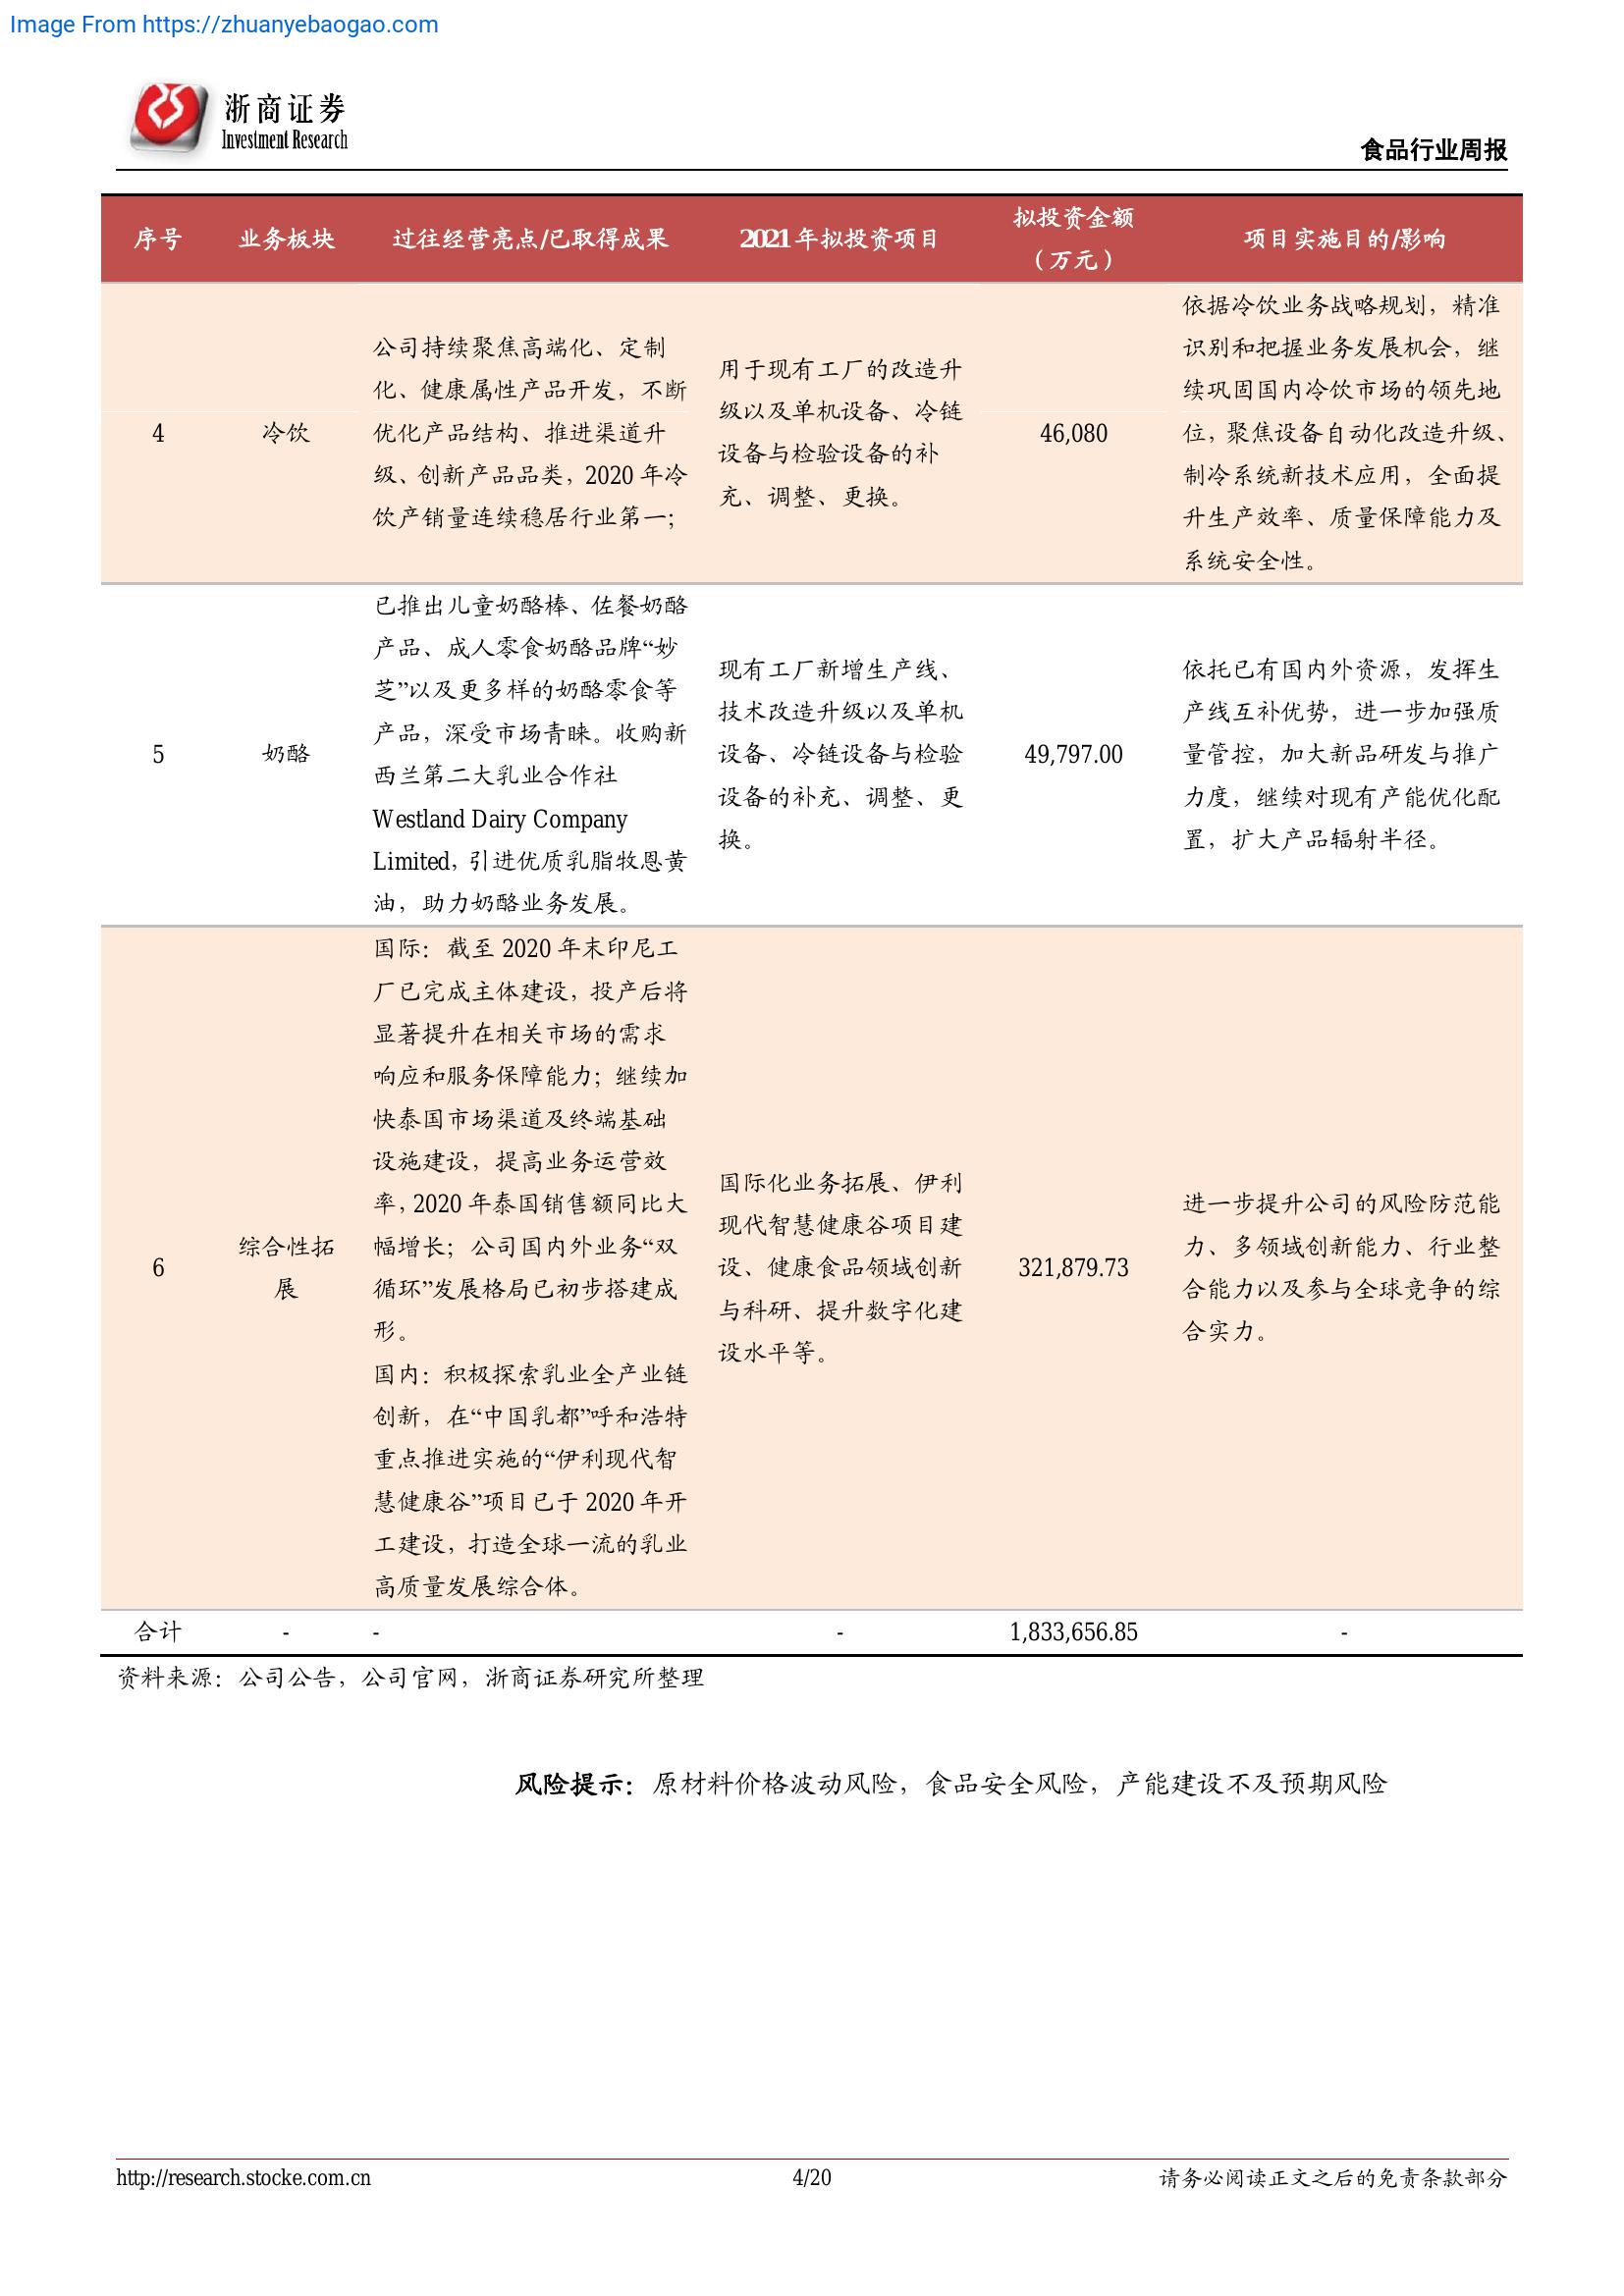 Image From https://zhuanyebaogao.com
浙商证券
Investment Research
食品行业周报
序号 业务板块 过往经营亮点/已取得成果 2021 年拟投资项目 拟投资金额
（万元） 项目实施目的/影响
4 冷饮
公司持续聚焦高端化、定制
化、健康属性产品开发，不断
优化产品结构、推进渠道升
级、创新产品品类，2020 年冷
饮产销量连续稳居行业第一；
用于现有工厂的改造升
级以及单机设备、冷链
设备与检验设备的补
充、调整、更换。
46,080
依据冷饮业务战略规划，精准
识别和把握业务发展机会，继
续巩固国内冷饮市场的领先地
位，聚焦设备自动化改造升级、
制冷系统新技术应用，全面提
升生产效率、质量保障能力及
系统安全性。
5 奶酪
已推出儿童奶酪棒、佐餐奶酪
产品、成人零食奶酪品牌“妙
芝”以及更多样的奶酪零食等
产品，深受市场青睐。收购新
西兰第二大乳业合作社
Westland Dairy Company
Limited，引进优质乳脂牧恩黄
油，助力奶酪业务发展。
现有工厂新增生产线、
技术改造升级以及单机
设备、冷链设备与检验
设备的补充、调整、更
换。
49,797.00
依托已有国内外资源，发挥生
产线互补优势，进一步加强质
量管控，加大新品研发与推广
力度，继续对现有产能优化配
置，扩大产品辐射半径。
6
综合性拓
展
国际：截至 2020 年末印尼工
厂已完成主体建设，投产后将
显著提升在相关市场的需求
响应和服务保障能力；继续加
快泰国市场渠道及终端基础
设施建设，提高业务运营效
率，2020 年泰国销售额同比大
幅增长；公司国内外业务“双
循环”发展格局已初步搭建成
形。
国内：积极探索乳业全产业链
创新，在“中国乳都”呼和浩特
重点推进实施的“伊利现代智
慧健康谷”项目已于 2020 年开
工建设，打造全球一流的乳业
高质量发展综合体。
国际化业务拓展、伊利
现代智慧健康谷项目建
设、健康食品领域创新
与科研、提升数字化建
设水平等。
321,879.73
进一步提升公司的风险防范能
力、多领域创新能力、行业整
合能力以及参与全球竞争的综
合实力。
合计 - - - 1,833,656.85 -
资料来源：公司公告，公司官网，浙商证券研究所整理
风险提示：原材料价格波动风险，食品安全风险，产能建设不及预期风险
http://research.stocke.com.cn 4/20 请务必阅读正文之后的免责条款部分